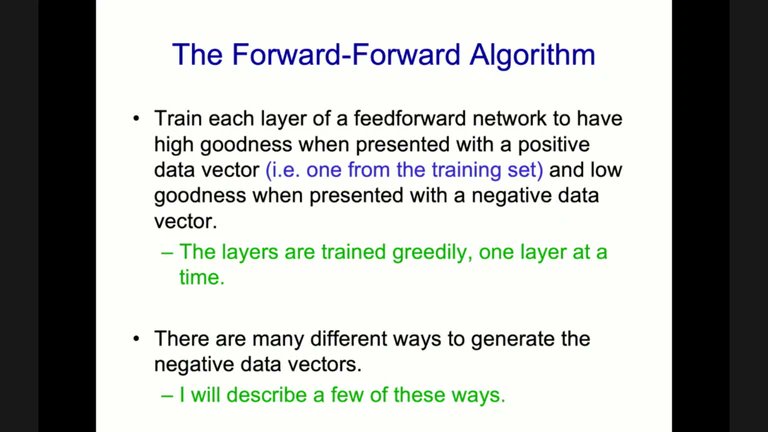 The Forward-Forward Algorithm
• Train each layer of a feedforward network to have
high goodness when presented with a positive
data vector (i.e. one from the training set) and low
goodness when presented with a negative data
vector.
– The layers are trained greedily, one layer at a
time.
• There are many different ways to generate the
negative data vectors.
– I will describe a few of these ways.